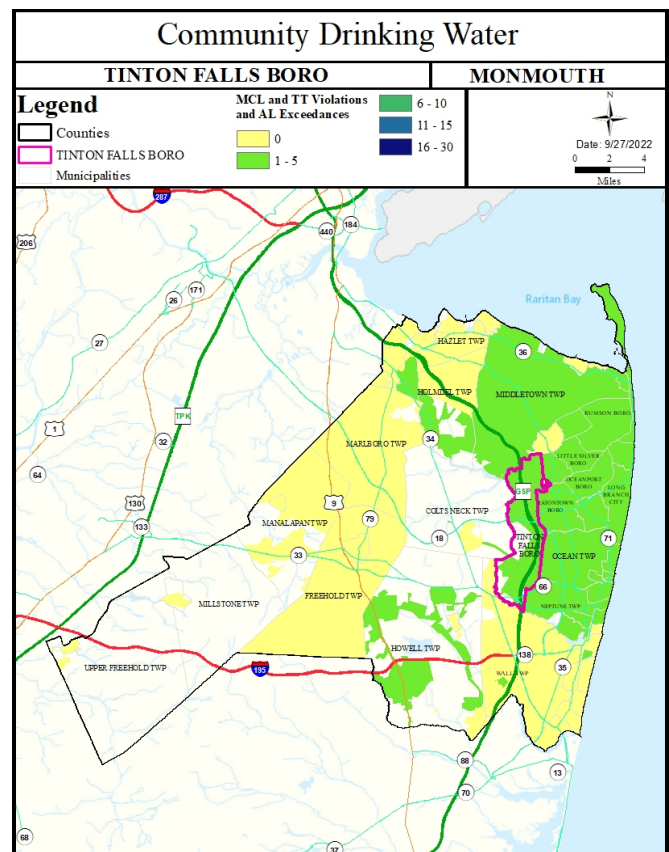 Community Drinking Water
TINTON FALLS BORO
MONMOUTH
Legend
Counties
TINTON FALLS BORO
Municipalities
MCL and TT Violations
and AL Exceedances
0
1 - 5
6 - 10
11 - 15
16 - 30
N
Date: 9/27/2022
0 2 4
Miles
287
206
440
184
171
26
27
Raritan Bay
HAZLET TWP
36
HOLMDEL TWP
MIDDLETOWN TWP
TPK
1
32
34
RUMSON BORO
MARLBORO TWP
LITTLE SILVER
BORO
64
GSP
OCEANPORT
BORO
LONG
BRANCH
CITY
130
9
79
COLTS NECK TWP
EATONTOWN
BORO
133
MANALAPAN TWP
18
TINTON
FALLS
BORO
71
33
OCEAN TWP
66
MILLSTONE TWP
FREEHOLD TWP
NEPTUNE TWP
HOWELL TWP
138
35
UPPER FREEHOLD TWP
195
WALL TWP
88
13
70
68
37